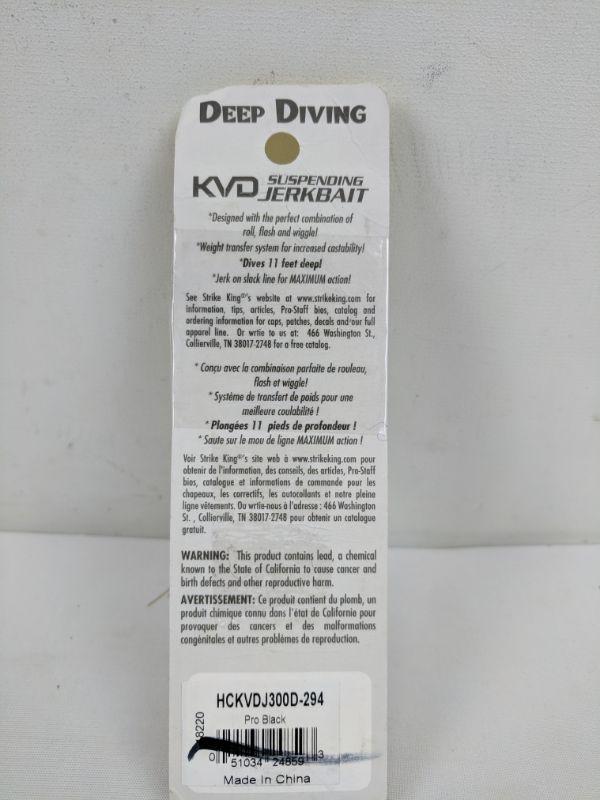 DEEP DIVING
KVD SUSPENDING JERKBAIT
*Designed with the perfect combination of
roll, flash and wiggle!
*Weight transfer system for increased castability!
*Dives 11 feet deep!
*Jerk on slack line for MAXIMUM action!
See Strike King®'s website at www.strikeking.com for
information, tips, articles, Pro-Staff bios, catalog and
ordering information for caps, patches, decals and our full
apparel line. Or wrtie to us at: 466 Washington St.,
Collierville, TN 38017-2748 for a free catalog.
* Conçu avec la combinaison parfaite de rouleau,
flash et wiggle!
* Système de transfert de poids pour une
meilleure coulabilité !
* Plongées 11 pieds de profondeur !
* Saute sur le mou de ligne MAXIMUM action !
Voir Strike King®'s site web à www.strikeking.com pour
obtenir de l'information, des conseils, des articles, Pro-Staff
bios, catalogue et informations de commande pour les
chapeaux, les correctifs, les autocollants et notre pleine
ligne vêtements. Ou wrtie-nous à l'adresse : 466 Washington
St. , Collierville, TN 38017-2748 pour obtenir un catalogue
gratuit.
WARNING: This product contains lead, a chemical
known to the State of California to cause cancer and
birth defects and other reproductive harm.
AVERTISSEMENT: Ce produit contient du plomb, un
produit chimique connu dans l'état de Californie pour
provoquer des cancers et des malformations
congénitales et autres problèmes de reproduction.
HCKVDJ300D-294
Pro Black
0 51034 24859 3
Made In China